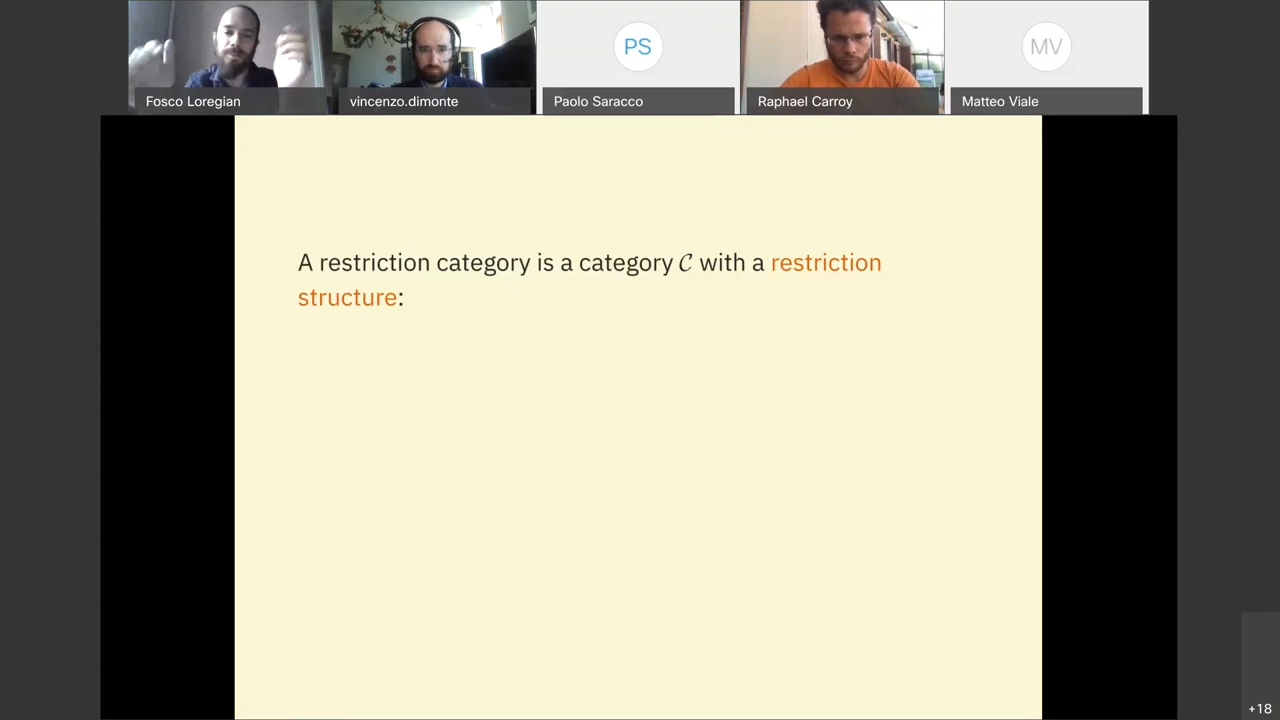 PS
MV
Fosco Loregian
vincenzo.dimonte
Paolo Saracco
Raphael Carroy
Matteo Viale
A restriction category is a category 𝒞 with a restriction
structure:
+18